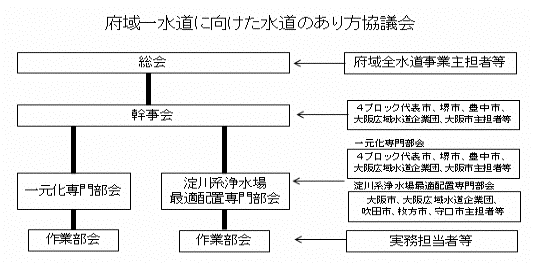 府域一水道に向けた水道のあり方協議会
総会
府域全水道事業主担者等
幹事会
4ブロック代表市、堺市、豊中市、
大阪広域水道企業団、大阪市主担者等
一元化専門部会
4ブロック代表市、堺市、豊中市、
大阪広域水道企業団、大阪市主担者等
一元化専門部会
淀川系浄水場
最適配置専門部会
淀川系浄水場最適配置専門部会
大阪市、大阪広域水道企業団、
吹田市、枚方市、守口市主担者等
作業部会
作業部会
実務担当者等